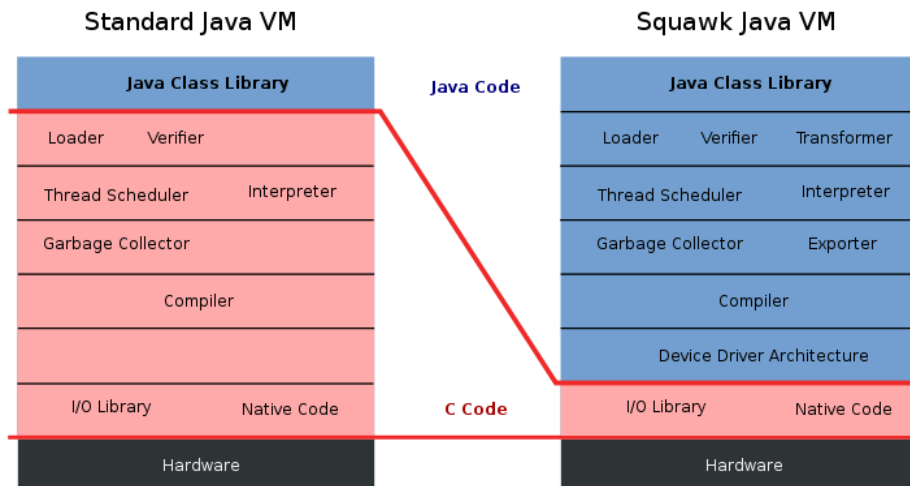 Standard Java VM
Squawk Java VM
Java Class Library
Java Code
Java Class Library
Loader Verifier
Loader Verifier Transformer
Thread Scheduler Interpreter
Thread Scheduler Interpreter
Garbage Collector
Garbage Collector Exporter
Compiler
Compiler
Device Driver Architecture
I/O Library Native Code
C Code
I/O Library Native Code
Hardware
Hardware